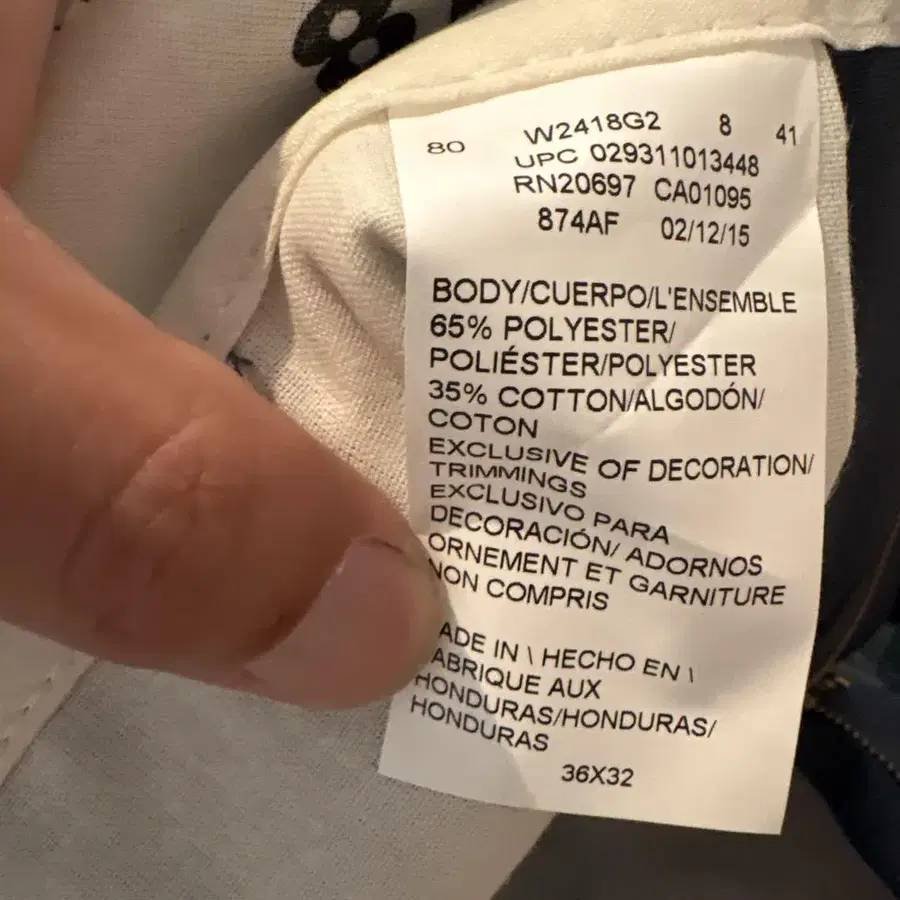 80 W2418G2 8 41
UPC 029311013448
RN20697 CA01095
874AF 02/12/15
BODY/CUERPO/L'ENSEMBLE
65% POLYESTER/
POLIÉSTER/POLYESTER
35% COTTON/ALGODÓN/
COTON
EXCLUSIVE OF DECORATION/
TRIMMINGS
EXCLUSIVO PARA
DECORACIÓN/ ADORNOS
ORNEMENT ET GARNITURE
NON COMPRIS
ADE IN \ HECHO EN \
ABRIQUE AUX
HONDURAS/HONDURAS/
HONDURAS
36X32